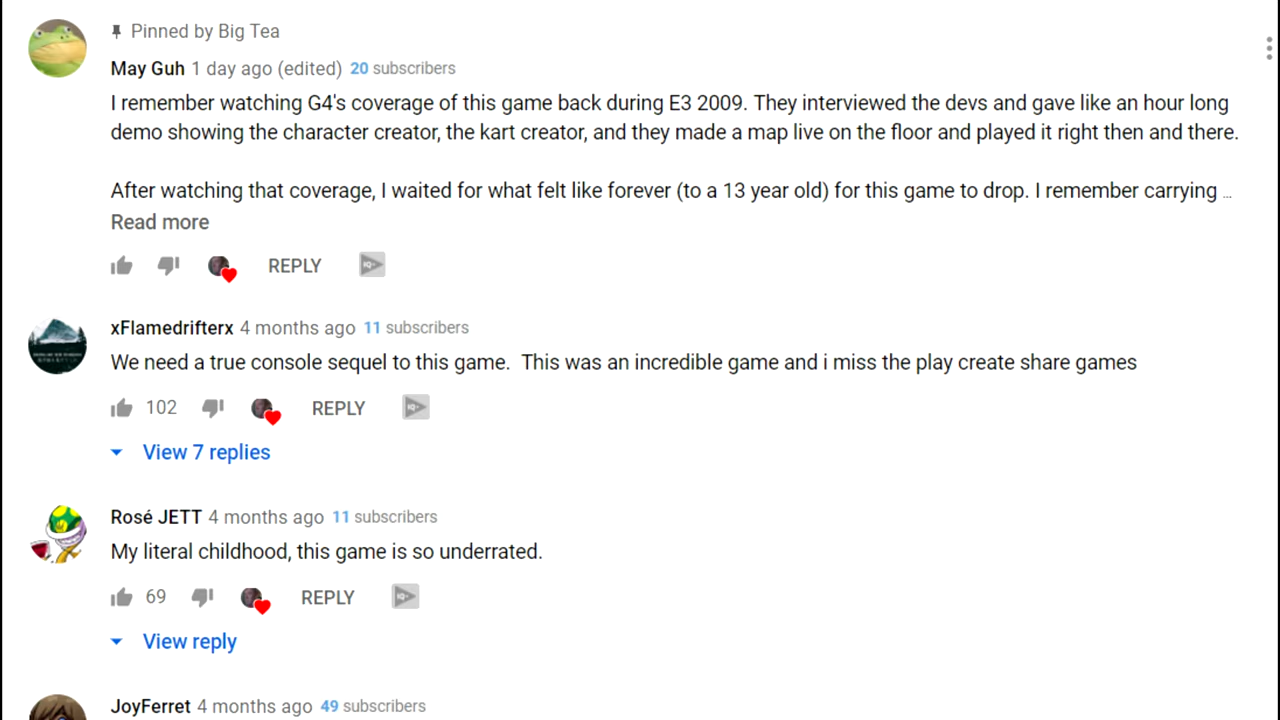 Pinned by Big Tea
May Guh 1 day ago (edited) 20 subscribers
I remember watching G4's coverage of this game back during E3 2009. They interviewed the devs and gave like an hour long
demo showing the character creator, the kart creator, and they made a map live on the floor and played it right then and there.
After watching that coverage, I waited for what felt like forever (to a 13 year old) for this game to drop. I remember carrying ...
Read more
REPLY
xFlamedrifterx 4 months ago 11 subscribers
We need a true console sequel to this game.  This was an incredible game and i miss the play create share games
102 REPLY
View 7 replies
Rosé JETT 4 months ago 11 subscribers
My literal childhood, this game is so underrated.
69 REPLY
View reply
JoyFerret 4 months ago 49 subscribers